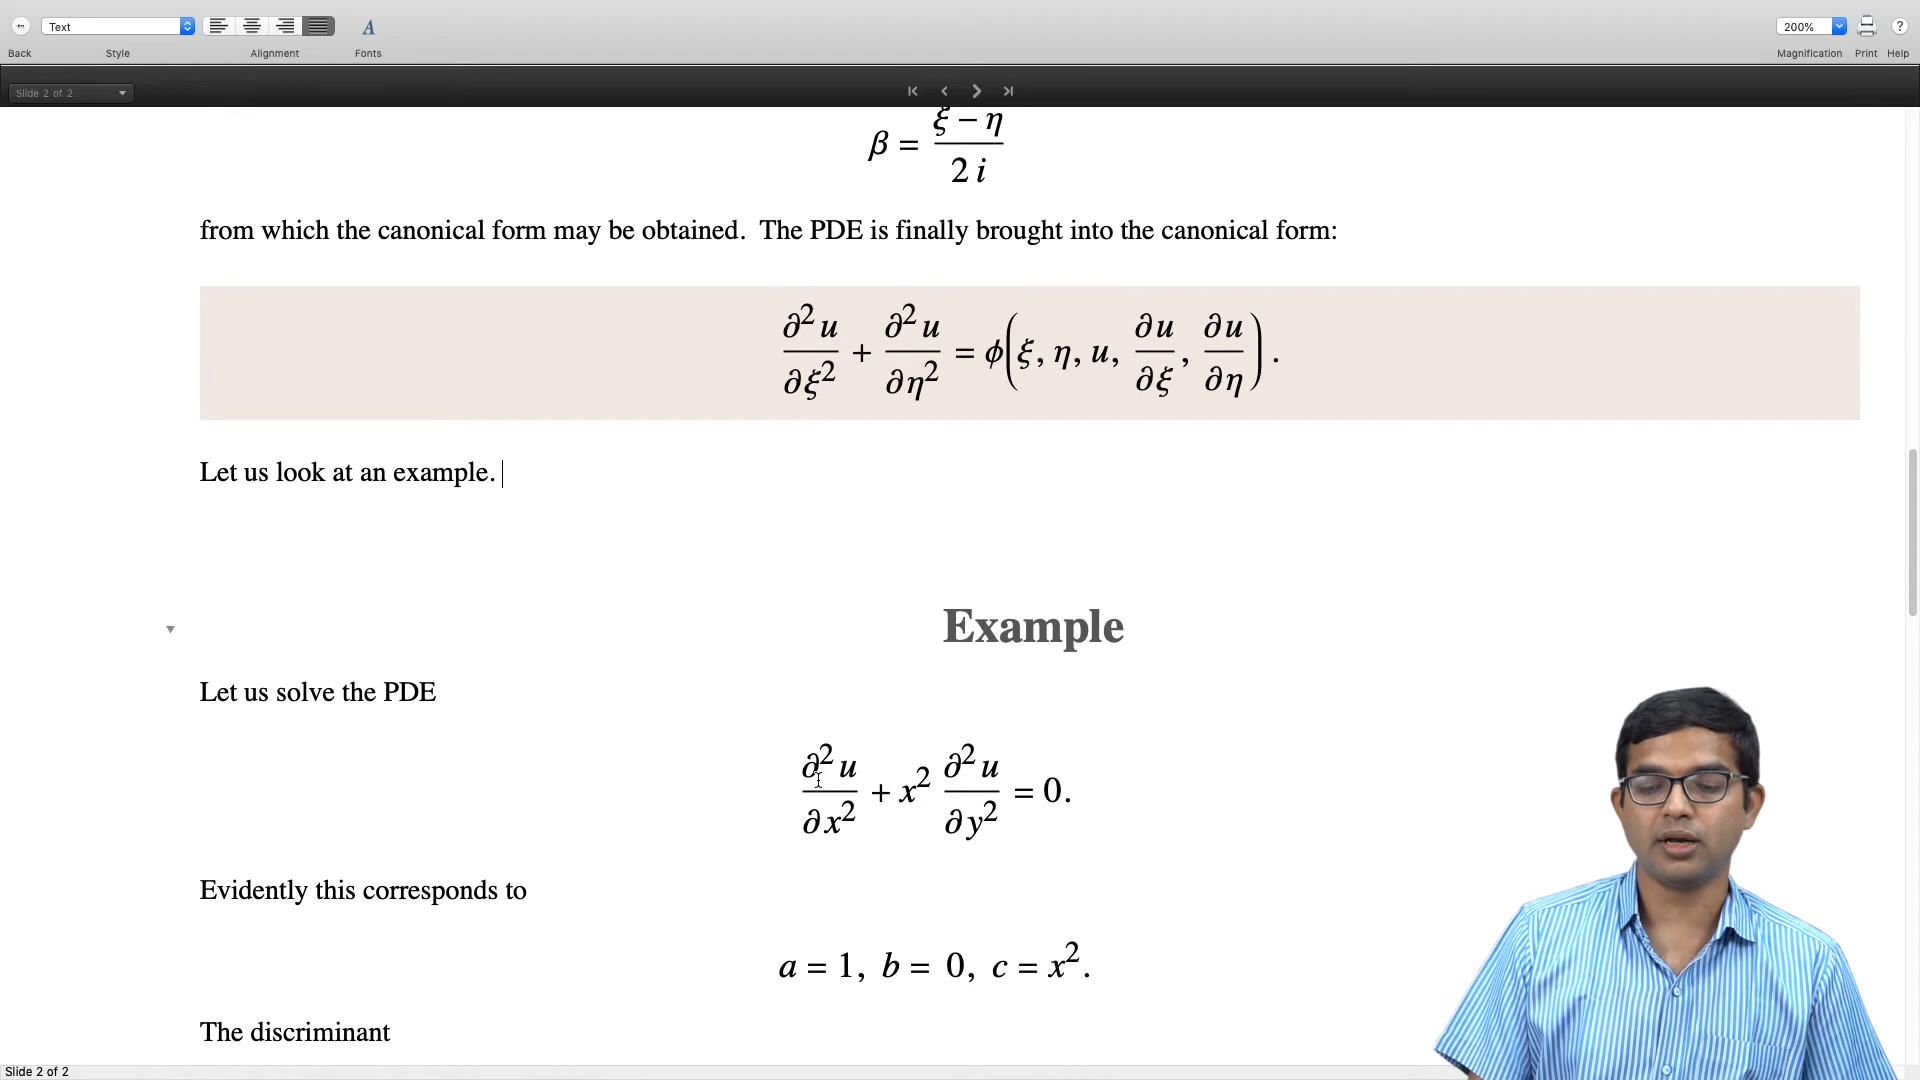 Text
200%
Back Style Alignment Fonts Magnification Print Help
Slide 2 of 2
β = (ξ − η) / (2 i)
from which the canonical form may be obtained. The PDE is finally brought into the canonical form:
∂²u/∂ξ² + ∂²u/∂η² = ϕ(ξ, η, u, ∂u/∂ξ, ∂u/∂η).
Let us look at an example.
Example
Let us solve the PDE
∂²u/∂x² + x² ∂²u/∂y² = 0.
Evidently this corresponds to
a = 1, b = 0, c = x².
The discriminant
Slide 2 of 2